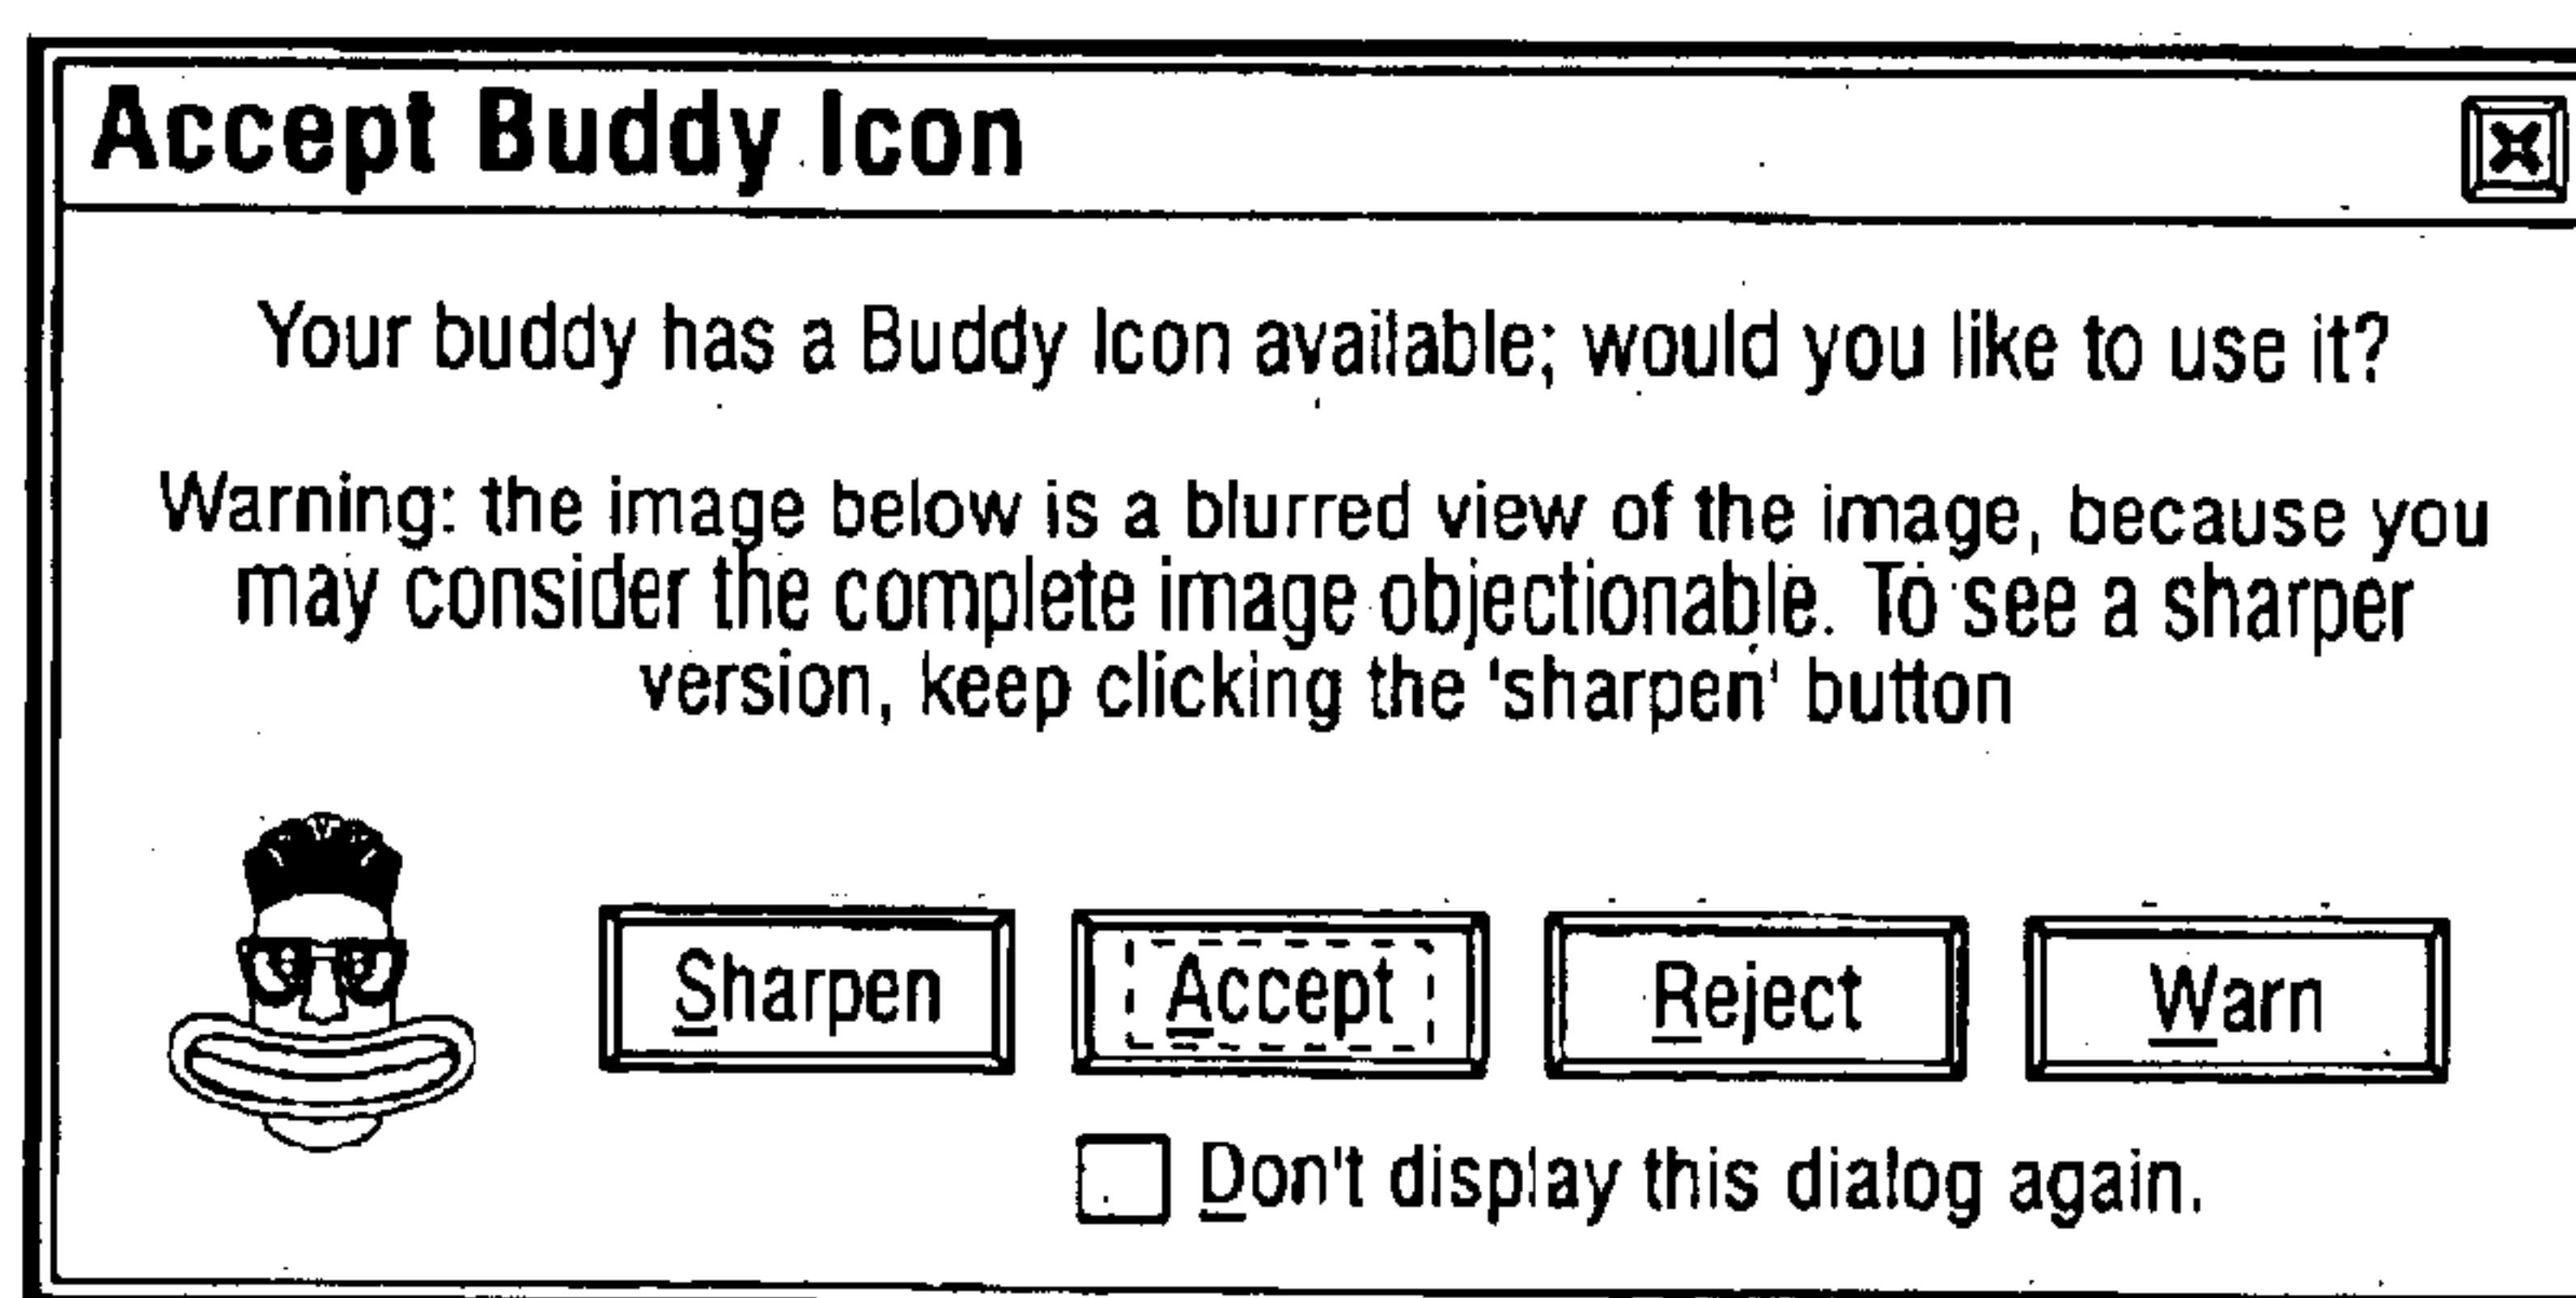 Accept Buddy Icon
Your buddy has a Buddy Icon available; would you like to use it?
Warning: the image below is a blurred view of the image, because you
may consider the complete image objectionable. To see a sharper
version, keep clicking the 'sharpen' button
Sharpen Accept Reject Warn
Don't display this dialog again.